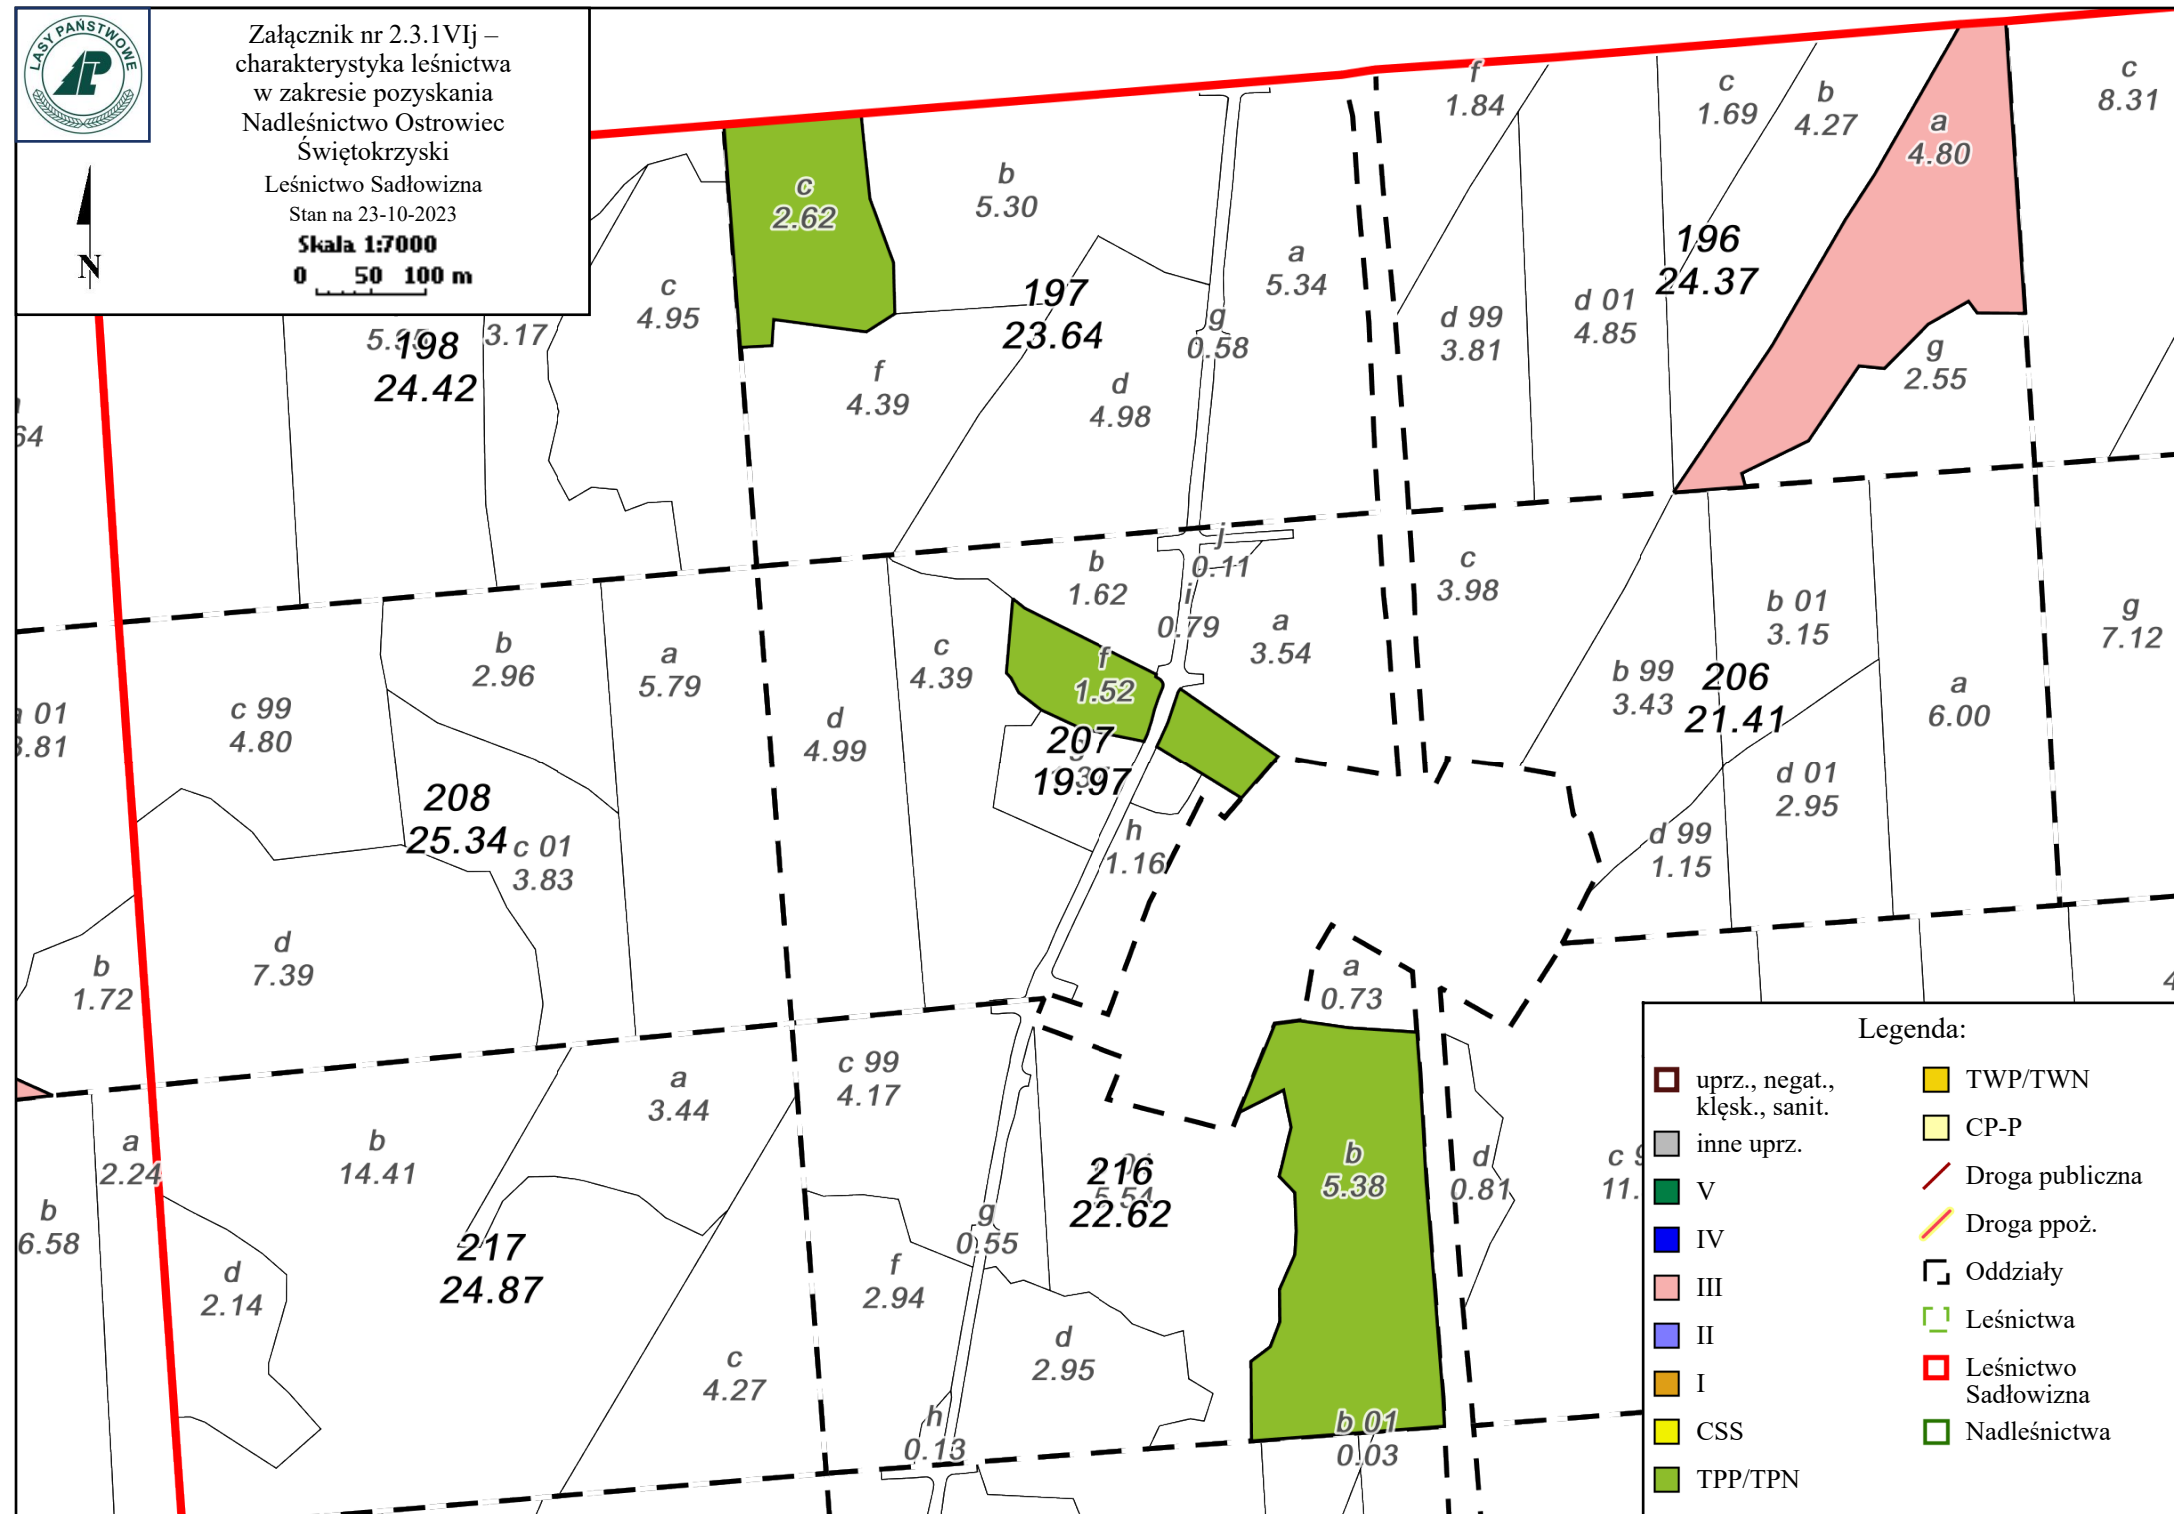 LASY PAŃSTWOWE
Załącznik nr 2.3.1VIj –
charakterystyka leśnictwa
w zakresie pozyskania
Nadleśnictwo Ostrowiec
Świętokrzyski
Leśnictwo Sadłowizna
Stan na 23-10-2023
Skala 1:7000
0 50 100 m
N
f
1.84
c
1.69
b
4.27
a
4.80
c
8.31
c
2.62
b
5.30
a
5.34
196
24.37
c
4.95
197
23.64
g
0.58
d 99
3.81
d 01
4.85
g
2.55
3.17
198
24.42
f
4.39
d
4.98
64
j
0.11
b
1.62
i
0.79
a
3.54
c
3.98
b 01
3.15
g
7.12
b
2.96
a
5.79
c
4.39
f
1.52
b 99
3.43
206
21.41
a
6.00
01
.81
c 99
4.80
d
4.99
207
19.97
d 01
2.95
208
25.34
c 01
3.83
h
1.16
d 99
1.15
b
1.72
d
7.39
a
0.73
4
a
3.44
c 99
4.17
a
2.24
b
14.41
216
22.62
5.54
b
5.38
d
0.81
c 9
11.
b
6.58
217
24.87
g
0.55
d
2.14
f
2.94
c
4.27
d
2.95
h
0.13
b 01
0.03
Legenda:
uprz., negat.,
klęsk., sanit.
inne uprz.
V
IV
III
II
I
CSS
TPP/TPN
TWP/TWN
CP-P
Droga publiczna
Droga ppoż.
Oddziały
Leśnictwa
Leśnictwo
Sadłowizna
Nadleśnictwa